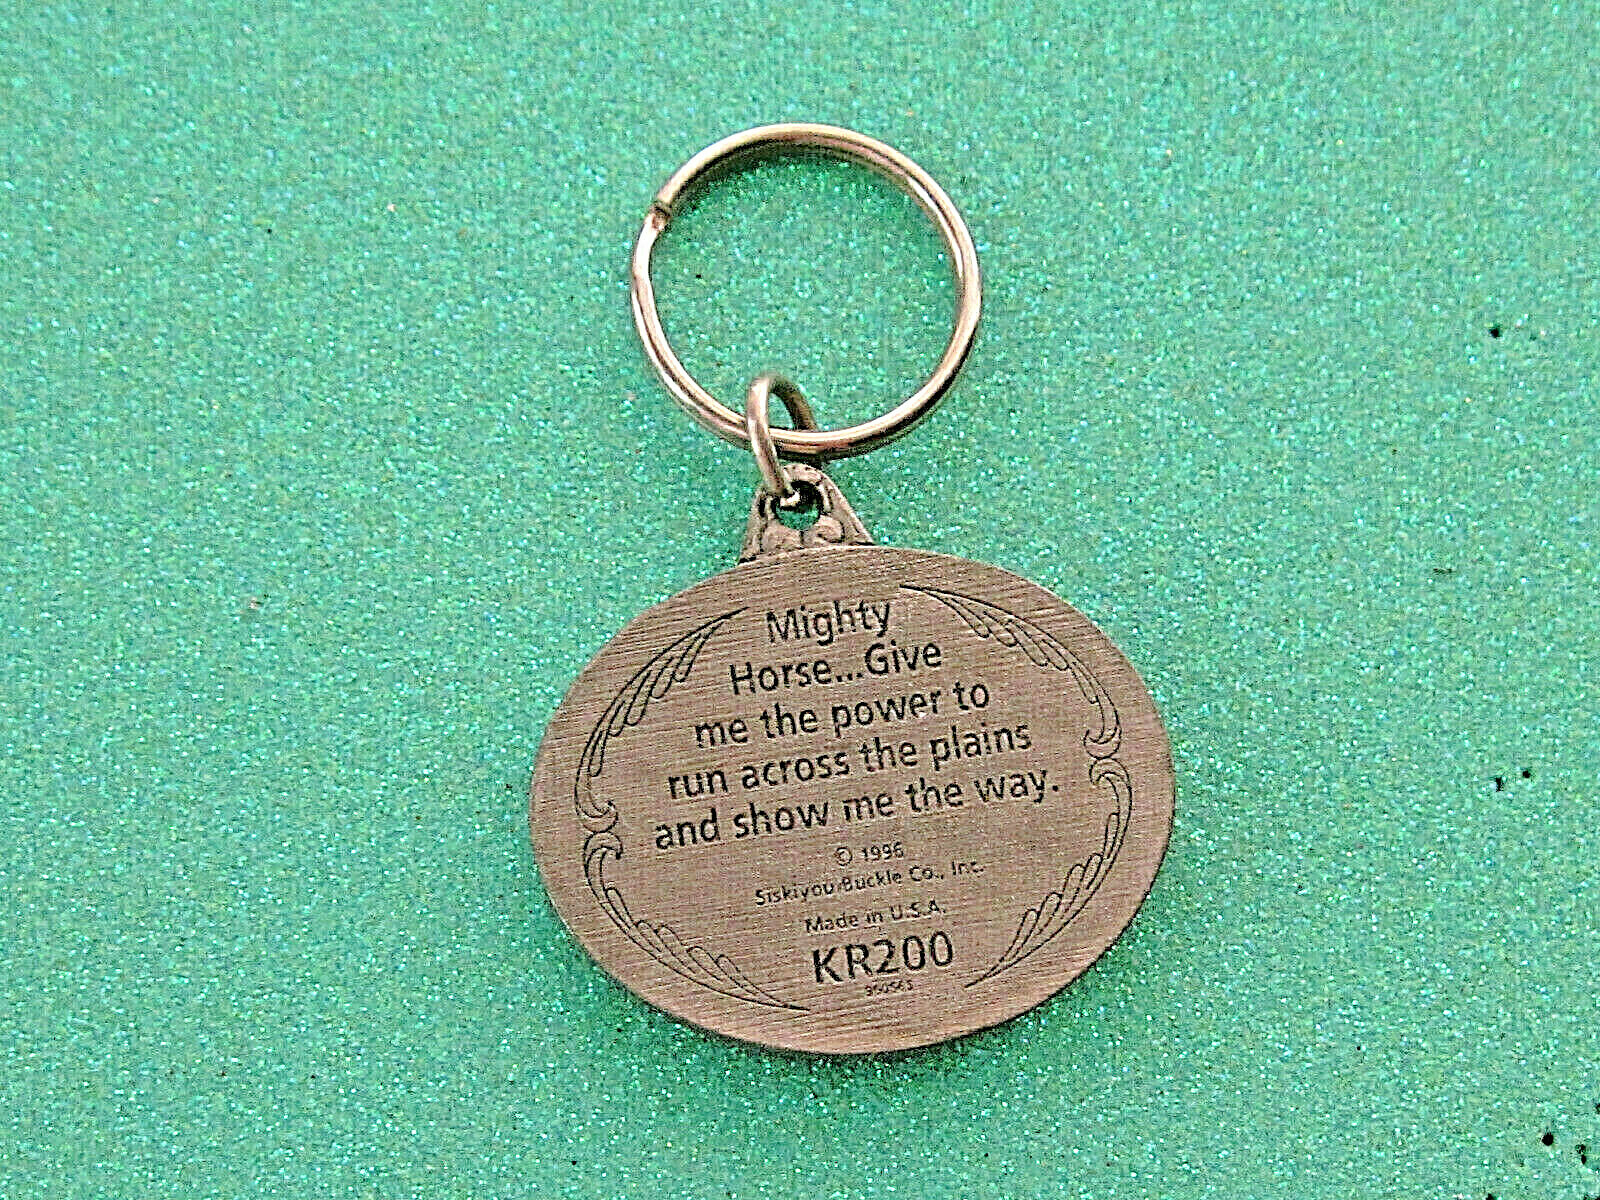 Mighty
Horse...Give
me the power to
run across the plains
and show me the way.
© 1996
Siskiyou Buckle Co., Inc.
Made in U.S.A.
KR200